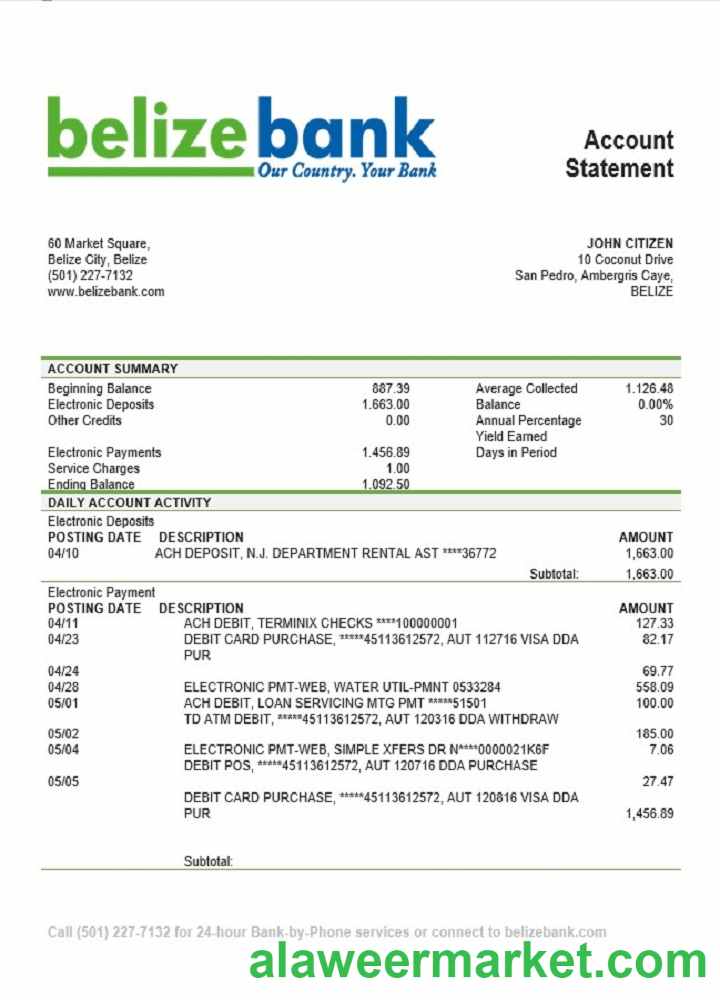 belizebank
Our Country. Your Bank
Account
Statement
60 Market Square,
Belize City, Belize
(501) 227-7132
www.belizebank.com
JOHN CITIZEN
10 Coconut Drive
San Pedro, Ambergris Caye,
BELIZE
ACCOUNT SUMMARY
Beginning Balance 887.39 Average Collected 1.126.48
Electronic Deposits 1.663.00 Balance 0.00%
Other Credits 0.00 Annual Percentage 30
Yield Earned
Electronic Payments 1.456.89 Days in Period
Service Charges 1.00
Ending Balance 1.092.50
DAILY ACCOUNT ACTIVITY
Electronic Deposits
POSTING DATE DESCRIPTION AMOUNT
04/10 ACH DEPOSIT, N.J. DEPARTMENT RENTAL AST ****36772 1,663.00
Subtotal: 1,663.00
Electronic Payment
POSTING DATE DESCRIPTION AMOUNT
04/11 ACH DEBIT, TERMINIX CHECKS ****100000001 127.33
04/23 DEBIT CARD PURCHASE, *****45113612572, AUT 112716 VISA DDA 82.17
PUR
04/24 69.77
04/28 ELECTRONIC PMT-WEB, WATER UTIL-PMNT 0533284 558.09
05/01 ACH DEBIT, LOAN SERVICING MTG PMT *****51501 100.00
TD ATM DEBIT, *****45113612572, AUT 120316 DDA WITHDRAW
05/02 185.00
05/04 ELECTRONIC PMT-WEB, SIMPLE XFERS DR N****0000021K6F 7.06
DEBIT POS, *****45113612572, AUT 120716 DDA PURCHASE
05/05 27.47
DEBIT CARD PURCHASE, *****45113612572, AUT 120816 VISA DDA
PUR 1,456.89
Subtotal:
Call (501) 227-7132 for 24-hour Bank-by-Phone services or connect to belizebank.com
alaweermarket.com